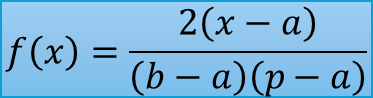 f(x) = 2(x − a) / (b − a)(p − a)